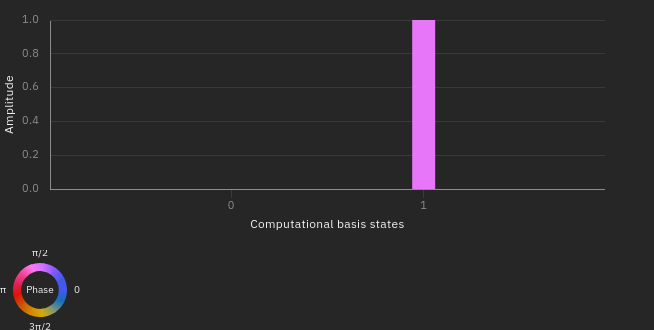 1.0
0.8
0.6
0.4
0.2
0.0
Amplitude
0 1
Computational basis states
π/2
π Phase 0
3π/2